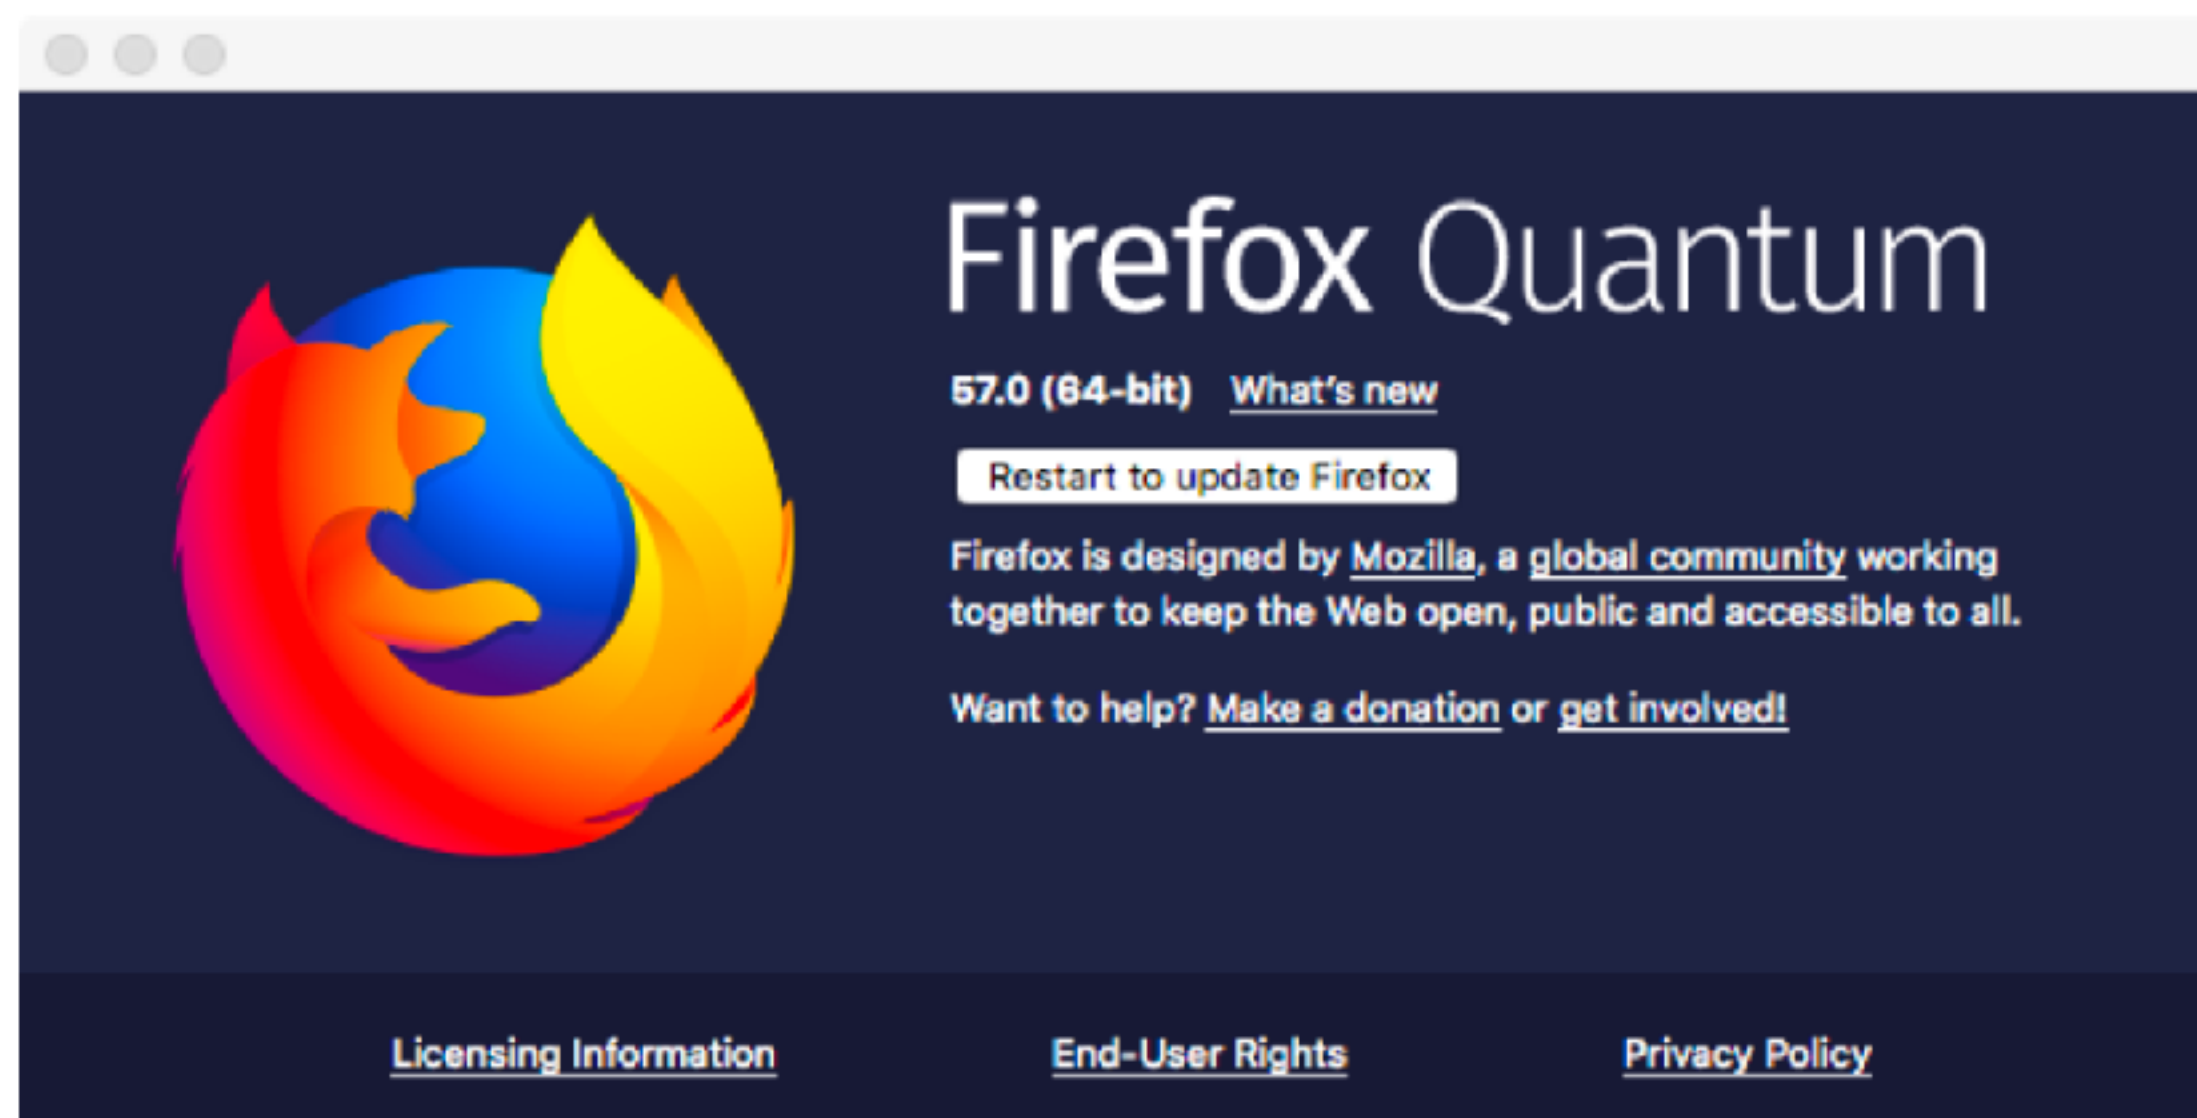 Firefox Quantum
57.0 (64-bit) What's new
Restart to update Firefox
Firefox is designed by Mozilla, a global community working
together to keep the Web open, public and accessible to all.
Want to help? Make a donation or get involved!
Licensing Information End-User Rights Privacy Policy